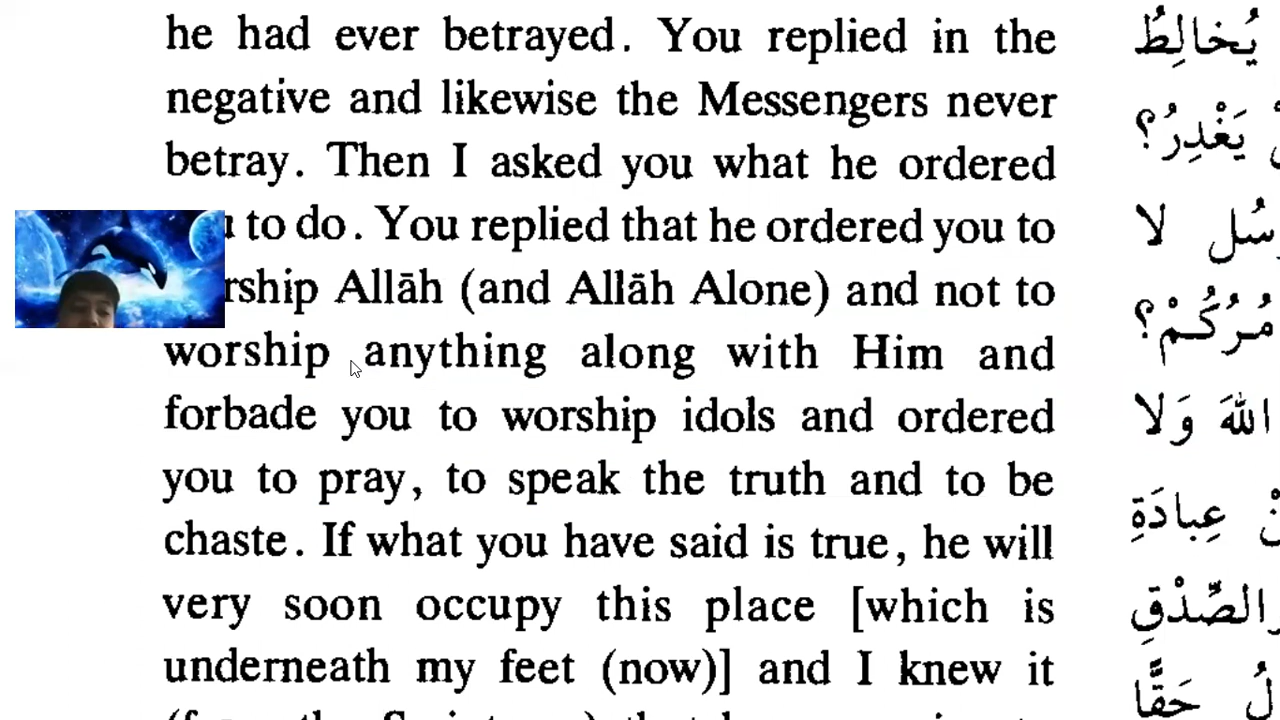 he had ever betrayed. You replied in the
negative and likewise the Messengers never
betray. Then I asked you what he ordered
to do. You replied that he ordered you to
Allāh (and Allāh Alone) and not to
worship anything along with Him and
forbade you to worship idols and ordered
you to pray, to speak the truth and to be
chaste. If what you have said is true, he will
very soon occupy this place [which is
underneath my feet (now)] and I knew it
يُخالِطُ
يَغْدِرُ؟
لا
اللهَ وَلا
عِبادَةِ
حَقًّا